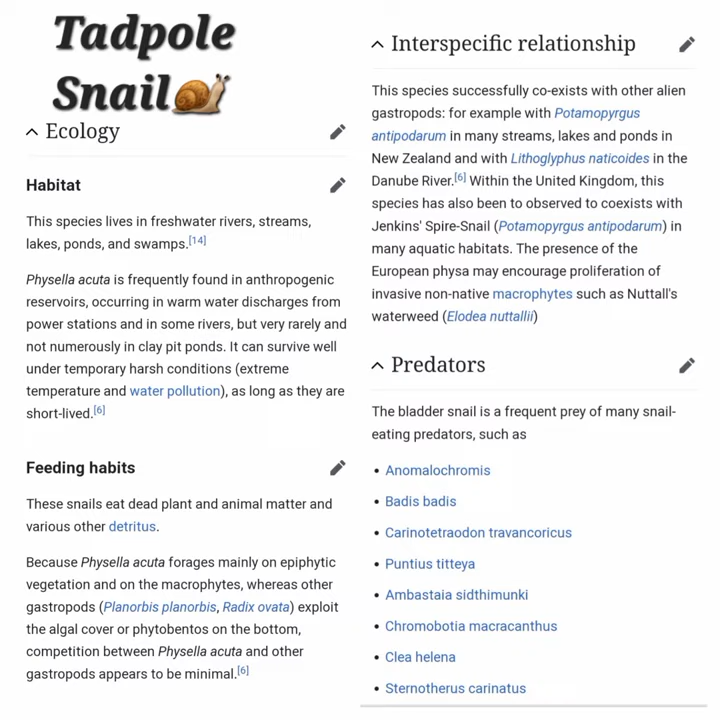 Tadpole
Snail
Ecology
Habitat
This species lives in freshwater rivers, streams,
lakes, ponds, and swamps.[14]
Physella acuta is frequently found in anthropogenic
reservoirs, occurring in warm water discharges from
power stations and in some rivers, but very rarely and
not numerously in clay pit ponds. It can survive well
under temporary harsh conditions (extreme
temperature and water pollution), as long as they are
short-lived.[6]
Feeding habits
These snails eat dead plant and animal matter and
various other detritus.
Because Physella acuta forages mainly on epiphytic
vegetation and on the macrophytes, whereas other
gastropods (Planorbis planorbis, Radix ovata) exploit
the algal cover or phytobentos on the bottom,
competition between Physella acuta and other
gastropods appears to be minimal.[6]
Interspecific relationship
This species successfully co-exists with other alien
gastropods: for example with Potamopyrgus
antipodarum in many streams, lakes and ponds in
New Zealand and with Lithoglyphus naticoides in the
Danube River.[6] Within the United Kingdom, this
species has also been to observed to coexists with
Jenkins' Spire-Snail (Potamopyrgus antipodarum) in
many aquatic habitats. The presence of the
European physa may encourage proliferation of
invasive non-native macrophytes such as Nuttall's
waterweed (Elodea nuttallii)
Predators
The bladder snail is a frequent prey of many snail-
eating predators, such as
• Anomalochromis
• Badis badis
• Carinotetraodon travancoricus
• Puntius titteya
• Ambastaia sidthimunki
• Chromobotia macracanthus
• Clea helena
• Sternotherus carinatus